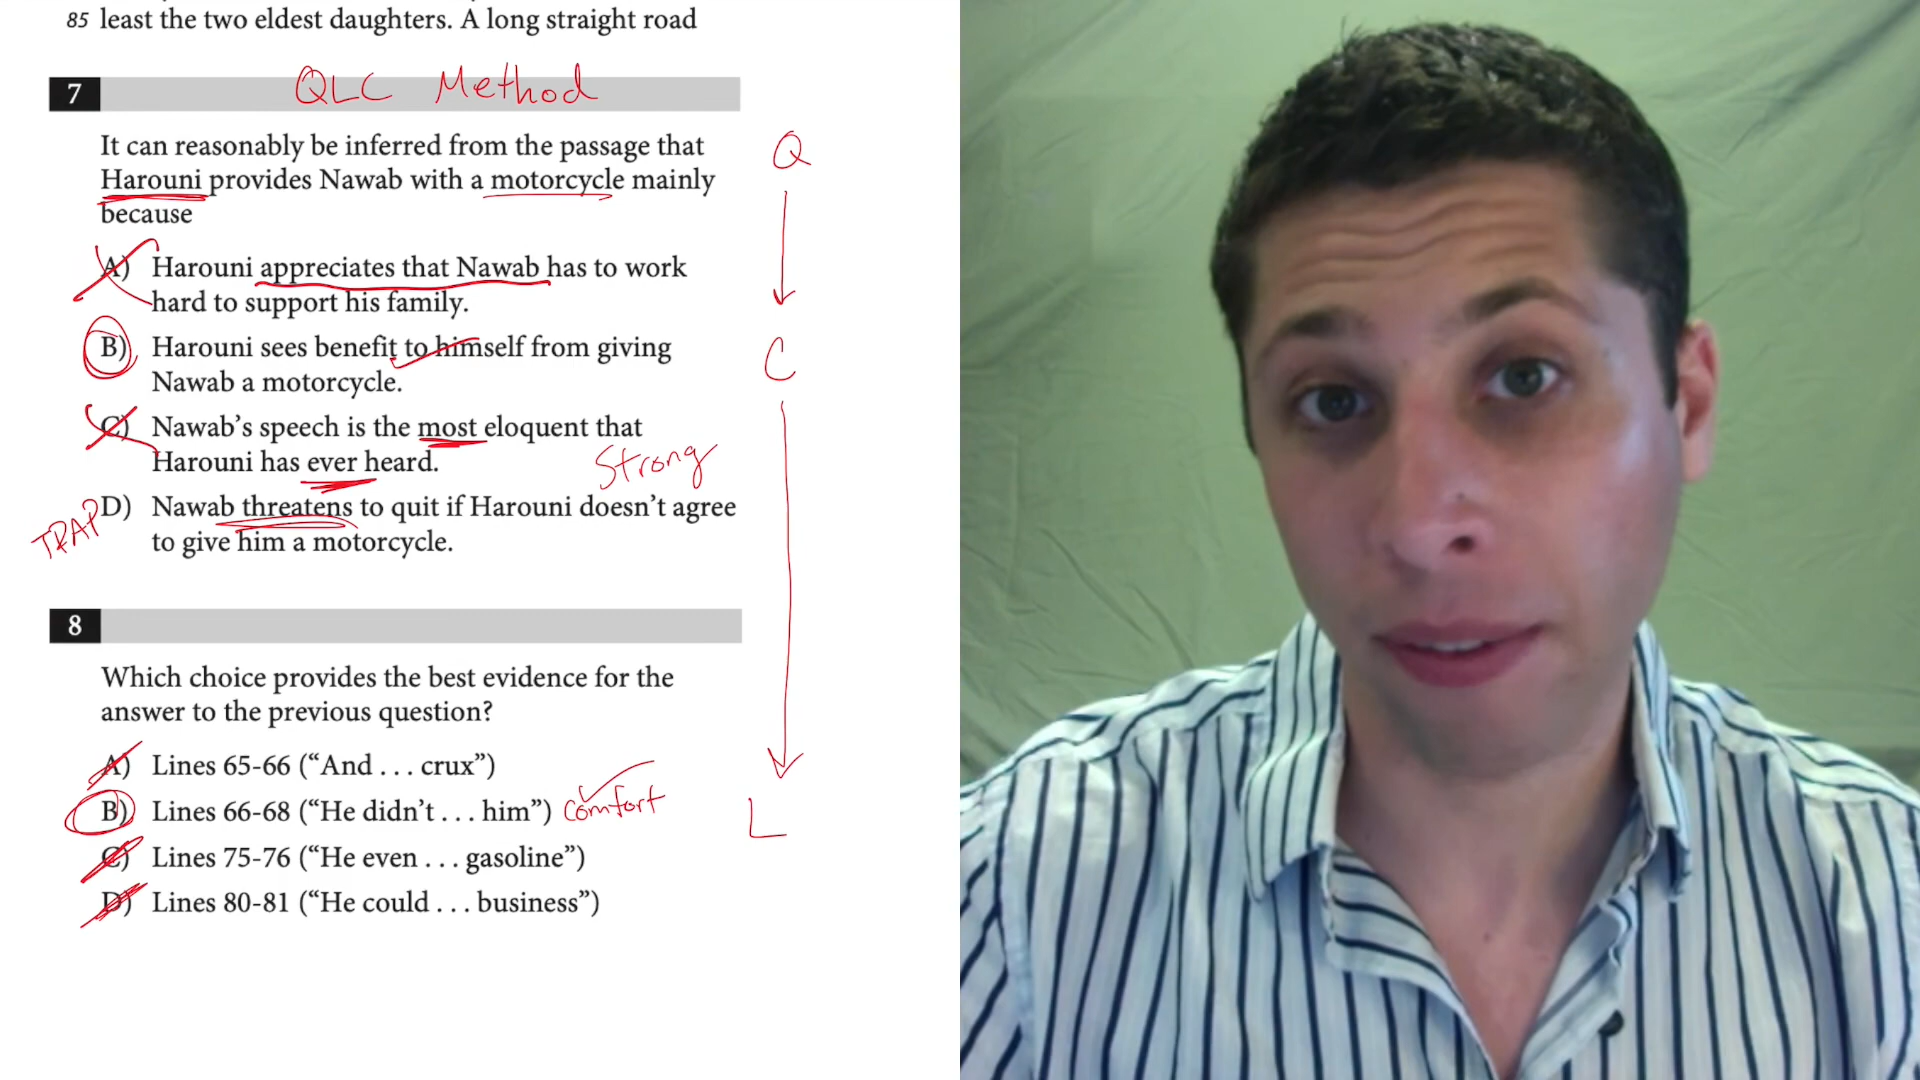 85 least the two eldest daughters. A long straight road
7 QLC Method
It can reasonably be inferred from the passage that
Harouni provides Nawab with a motorcycle mainly
because
Q
A) Harouni appreciates that Nawab has to work
hard to support his family.
B) Harouni sees benefit to himself from giving
Nawab a motorcycle.
C
C) Nawab’s speech is the most eloquent that
Harouni has ever heard.
Strong
TRAP D) Nawab threatens to quit if Harouni doesn’t agree
to give him a motorcycle.
8
Which choice provides the best evidence for the
answer to the previous question?
A) Lines 65-66 (“And . . . crux”)
B) Lines 66-68 (“He didn’t . . . him”) comfort
L
C) Lines 75-76 (“He even . . . gasoline”)
D) Lines 80-81 (“He could . . . business”)